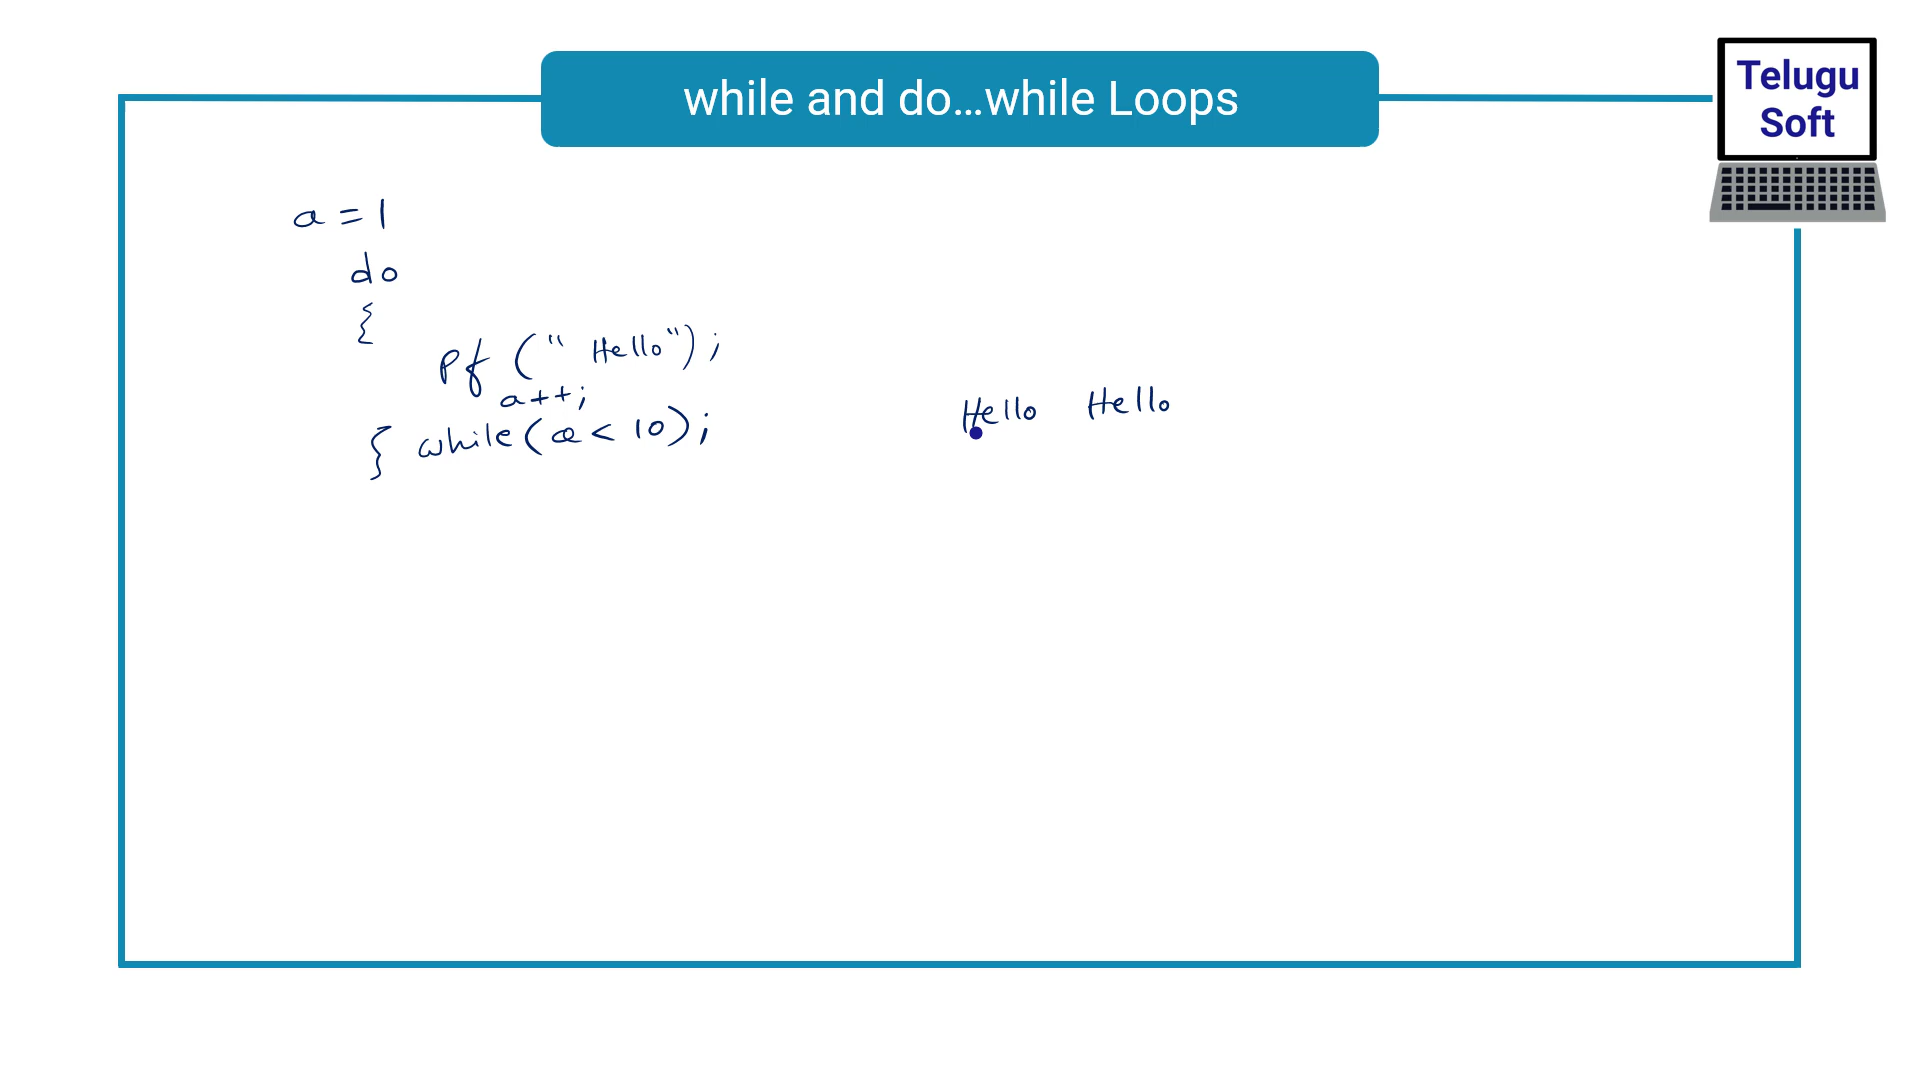 while and do...while Loops
Telugu
Soft
a = 1
do
{
Pf (" Hello");
a++;
} while(a < 10);
Hello Hello